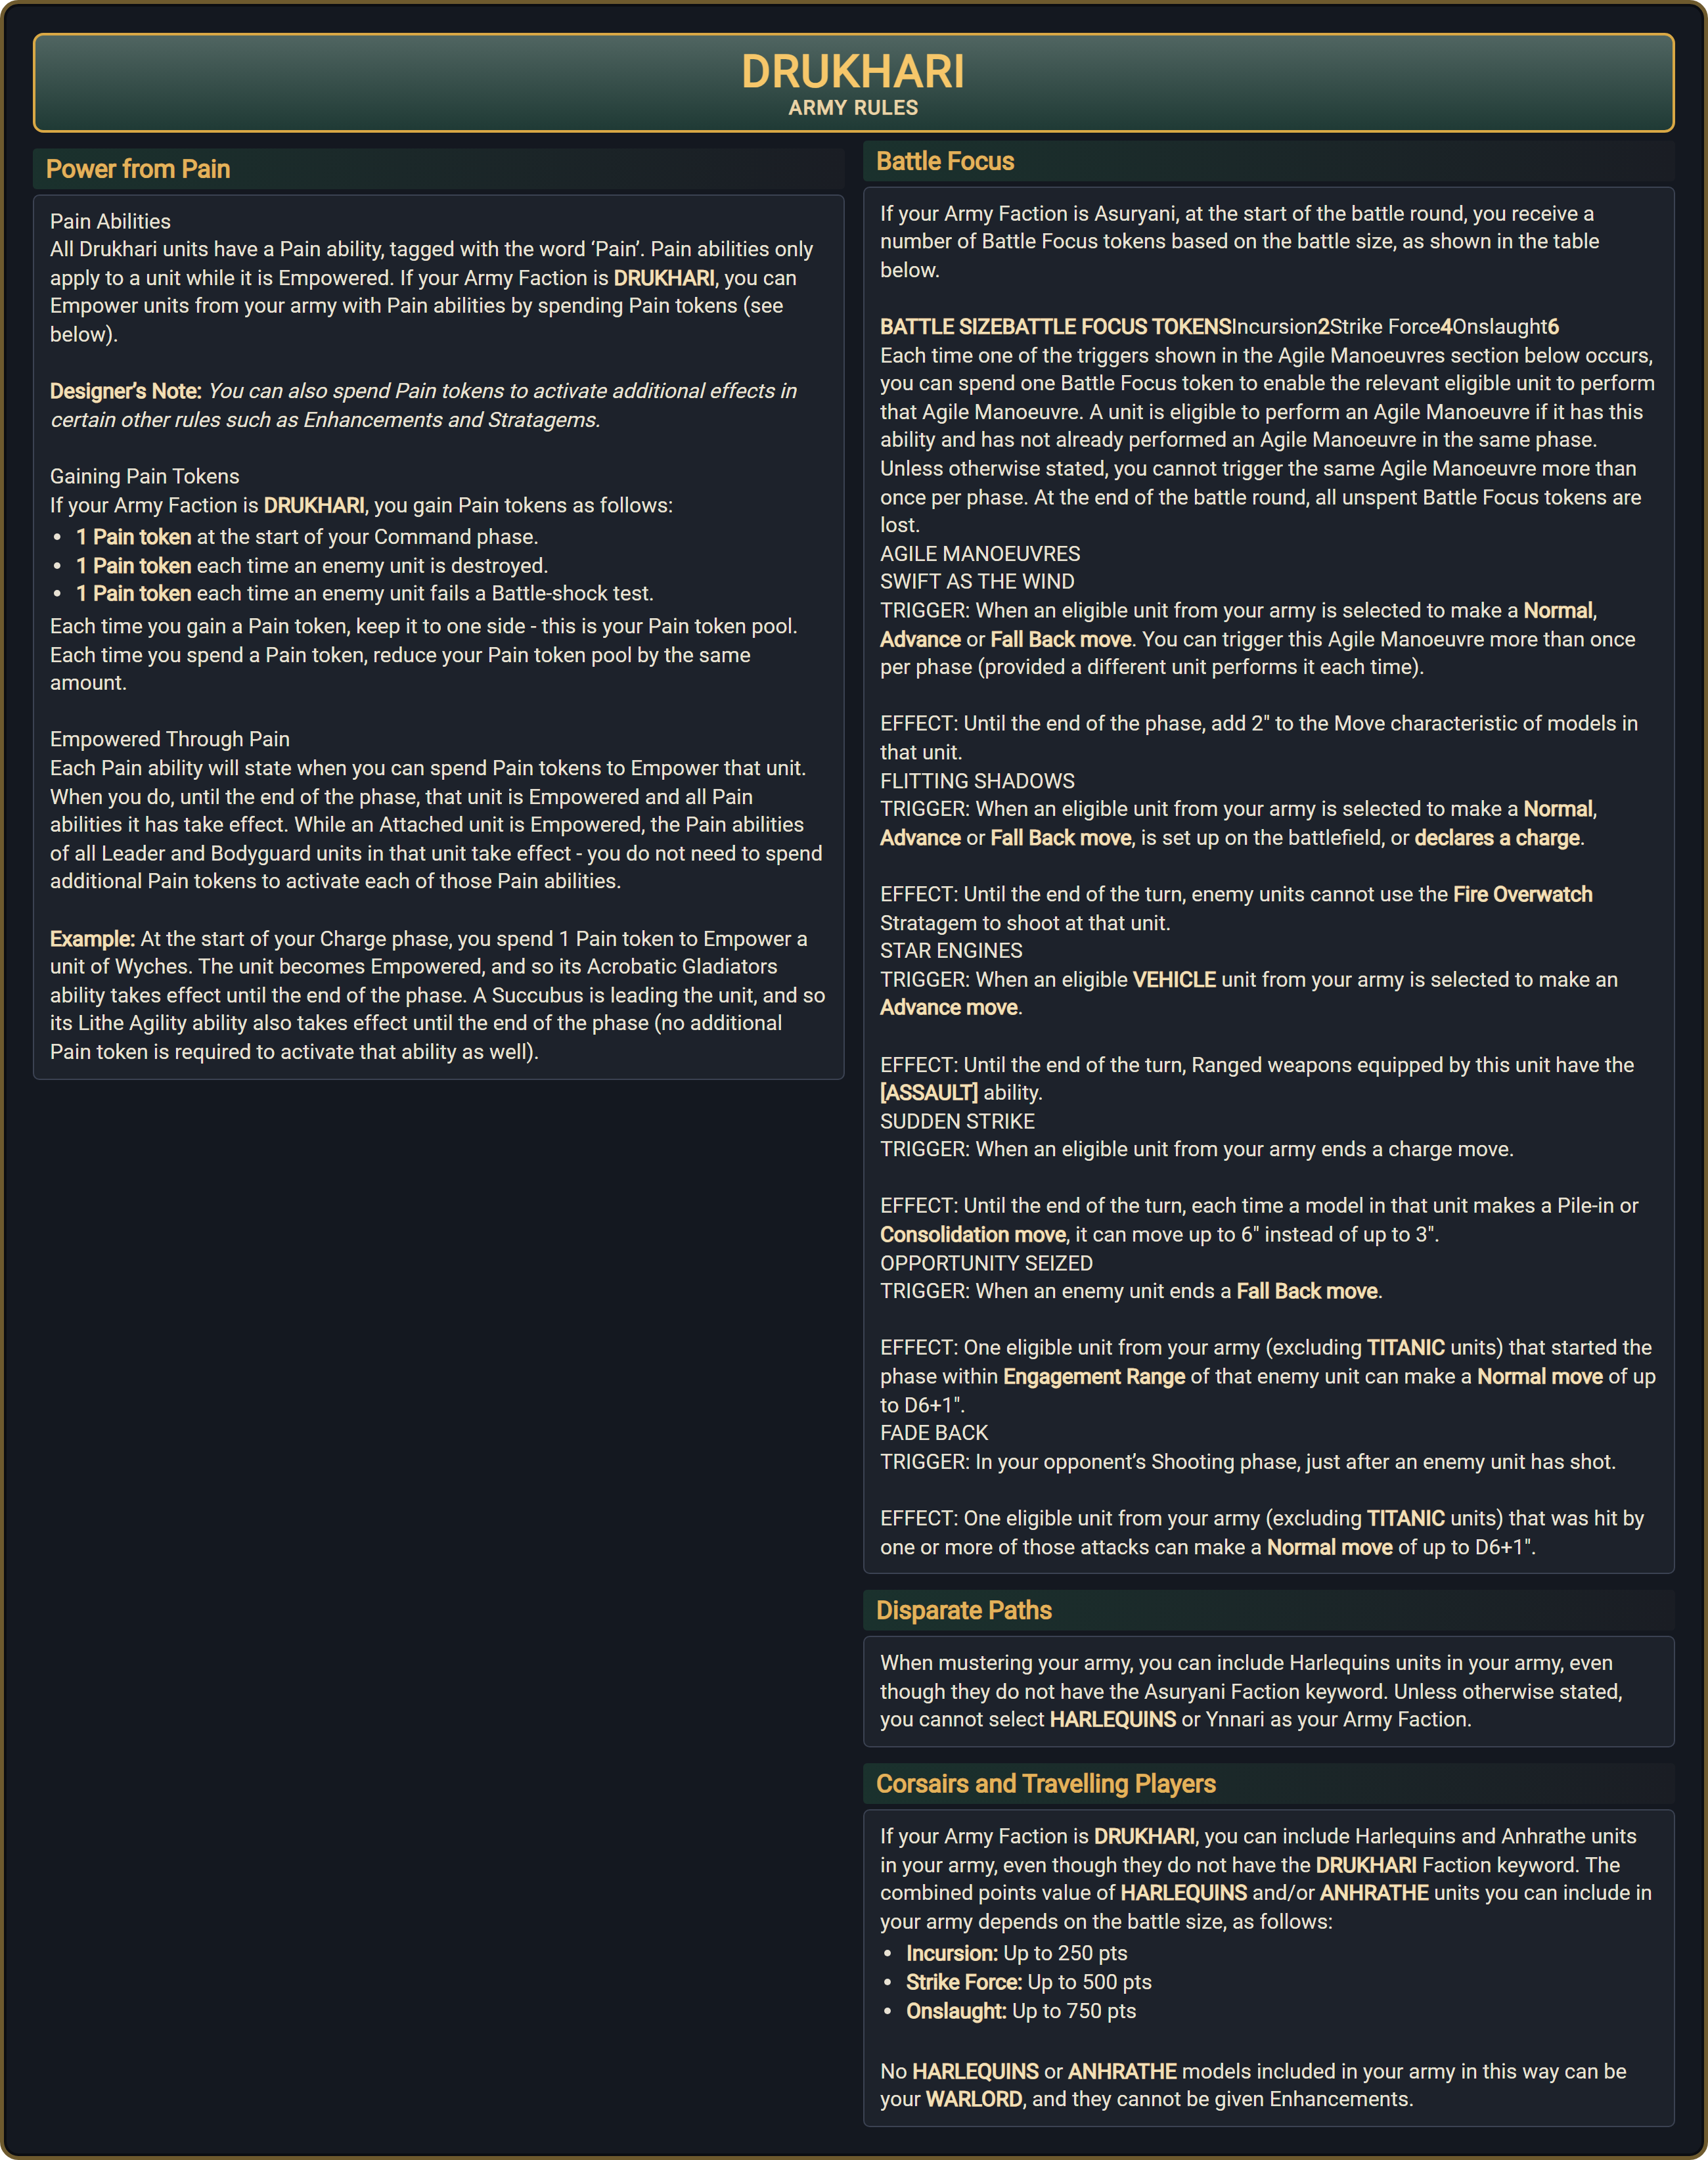 DRUKHARI
ARMY RULES
Power from Pain
Pain Abilities
All Drukhari units have a Pain ability, tagged with the word ‘Pain’. Pain abilities only
apply to a unit while it is Empowered. If your Army Faction is DRUKHARI, you can
Empower units from your army with Pain abilities by spending Pain tokens (see
below).
Designer’s Note: You can also spend Pain tokens to activate additional effects in
certain other rules such as Enhancements and Stratagems.
Gaining Pain Tokens
If your Army Faction is DRUKHARI, you gain Pain tokens as follows:
• 1 Pain token at the start of your Command phase.
• 1 Pain token each time an enemy unit is destroyed.
• 1 Pain token each time an enemy unit fails a Battle-shock test.
Each time you gain a Pain token, keep it to one side - this is your Pain token pool.
Each time you spend a Pain token, reduce your Pain token pool by the same
amount.
Empowered Through Pain
Each Pain ability will state when you can spend Pain tokens to Empower that unit.
When you do, until the end of the phase, that unit is Empowered and all Pain
abilities it has take effect. While an Attached unit is Empowered, the Pain abilities
of all Leader and Bodyguard units in that unit take effect - you do not need to spend
additional Pain tokens to activate each of those Pain abilities.
Example: At the start of your Charge phase, you spend 1 Pain token to Empower a
unit of Wyches. The unit becomes Empowered, and so its Acrobatic Gladiators
ability takes effect until the end of the phase. A Succubus is leading the unit, and so
its Lithe Agility ability also takes effect until the end of the phase (no additional
Pain token is required to activate that ability as well).
Battle Focus
If your Army Faction is Asuryani, at the start of the battle round, you receive a
number of Battle Focus tokens based on the battle size, as shown in the table
below.
BATTLE SIZEBATTLE FOCUS TOKENSIncursion2Strike Force4Onslaught6
Each time one of the triggers shown in the Agile Manoeuvres section below occurs,
you can spend one Battle Focus token to enable the relevant eligible unit to perform
that Agile Manoeuvre. A unit is eligible to perform an Agile Manoeuvre if it has this
ability and has not already performed an Agile Manoeuvre in the same phase.
Unless otherwise stated, you cannot trigger the same Agile Manoeuvre more than
once per phase. At the end of the battle round, all unspent Battle Focus tokens are
lost.
AGILE MANOEUVRES
SWIFT AS THE WIND
TRIGGER: When an eligible unit from your army is selected to make a Normal,
Advance or Fall Back move. You can trigger this Agile Manoeuvre more than once
per phase (provided a different unit performs it each time).
EFFECT: Until the end of the phase, add 2" to the Move characteristic of models in
that unit.
FLITTING SHADOWS
TRIGGER: When an eligible unit from your army is selected to make a Normal,
Advance or Fall Back move, is set up on the battlefield, or declares a charge.
EFFECT: Until the end of the turn, enemy units cannot use the Fire Overwatch
Stratagem to shoot at that unit.
STAR ENGINES
TRIGGER: When an eligible VEHICLE unit from your army is selected to make an
Advance move.
EFFECT: Until the end of the turn, Ranged weapons equipped by this unit have the
[ASSAULT] ability.
SUDDEN STRIKE
TRIGGER: When an eligible unit from your army ends a charge move.
EFFECT: Until the end of the turn, each time a model in that unit makes a Pile-in or
Consolidation move, it can move up to 6" instead of up to 3".
OPPORTUNITY SEIZED
TRIGGER: When an enemy unit ends a Fall Back move.
EFFECT: One eligible unit from your army (excluding TITANIC units) that started the
phase within Engagement Range of that enemy unit can make a Normal move of up
to D6+1".
FADE BACK
TRIGGER: In your opponent’s Shooting phase, just after an enemy unit has shot.
EFFECT: One eligible unit from your army (excluding TITANIC units) that was hit by
one or more of those attacks can make a Normal move of up to D6+1".
Disparate Paths
When mustering your army, you can include Harlequins units in your army, even
though they do not have the Asuryani Faction keyword. Unless otherwise stated,
you cannot select HARLEQUINS or Ynnari as your Army Faction.
Corsairs and Travelling Players
If your Army Faction is DRUKHARI, you can include Harlequins and Anhrathe units
in your army, even though they do not have the DRUKHARI Faction keyword. The
combined points value of HARLEQUINS and/or ANHRATHE units you can include in
your army depends on the battle size, as follows:
• Incursion: Up to 250 pts
• Strike Force: Up to 500 pts
• Onslaught: Up to 750 pts
No HARLEQUINS or ANHRATHE models included in your army in this way can be
your WARLORD, and they cannot be given Enhancements.